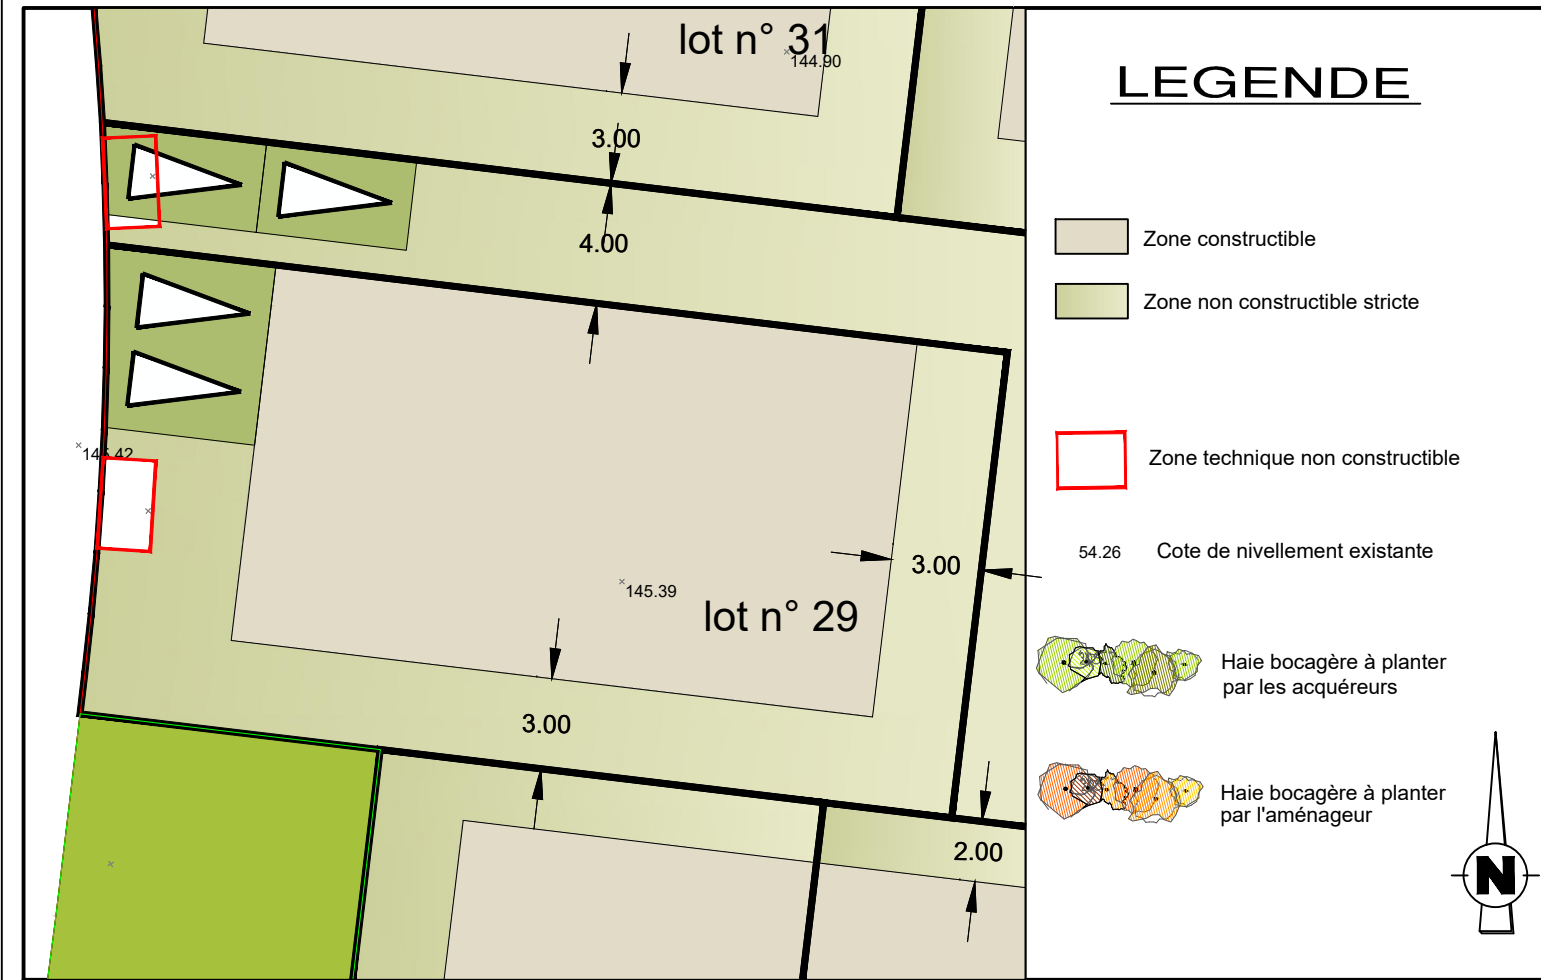 lot n° 31
144.90
3.00
4.00
145.42
3.00
145.39
lot n° 29
3.00
2.00
LEGENDE
Zone constructible
Zone non constructible stricte
Zone technique non constructible
54.26 Cote de nivellement existante
Haie bocagère à planter
par les acquéreurs
Haie bocagère à planter
par l'aménageur
N